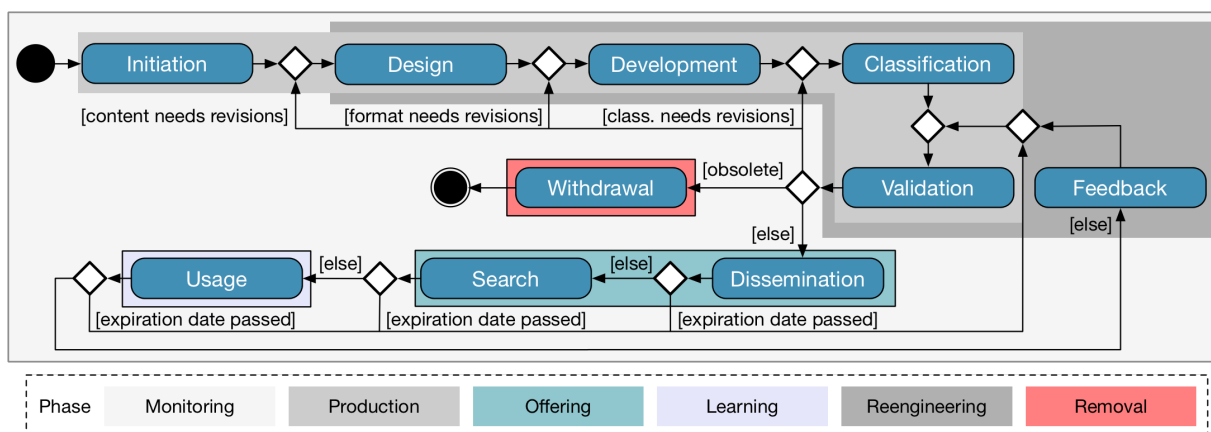 Initiation
Design
Development
Classification
[content needs revisions]
[format needs revisions]
[class. needs revisions]
Withdrawal
[obsolete]
Validation
Feedback
[else]
[else]
Usage
[else]
Search
[else]
Dissemination
[expiration date passed]
[expiration date passed]
[expiration date passed]
Phase
Monitoring
Production
Offering
Learning
Reengineering
Removal